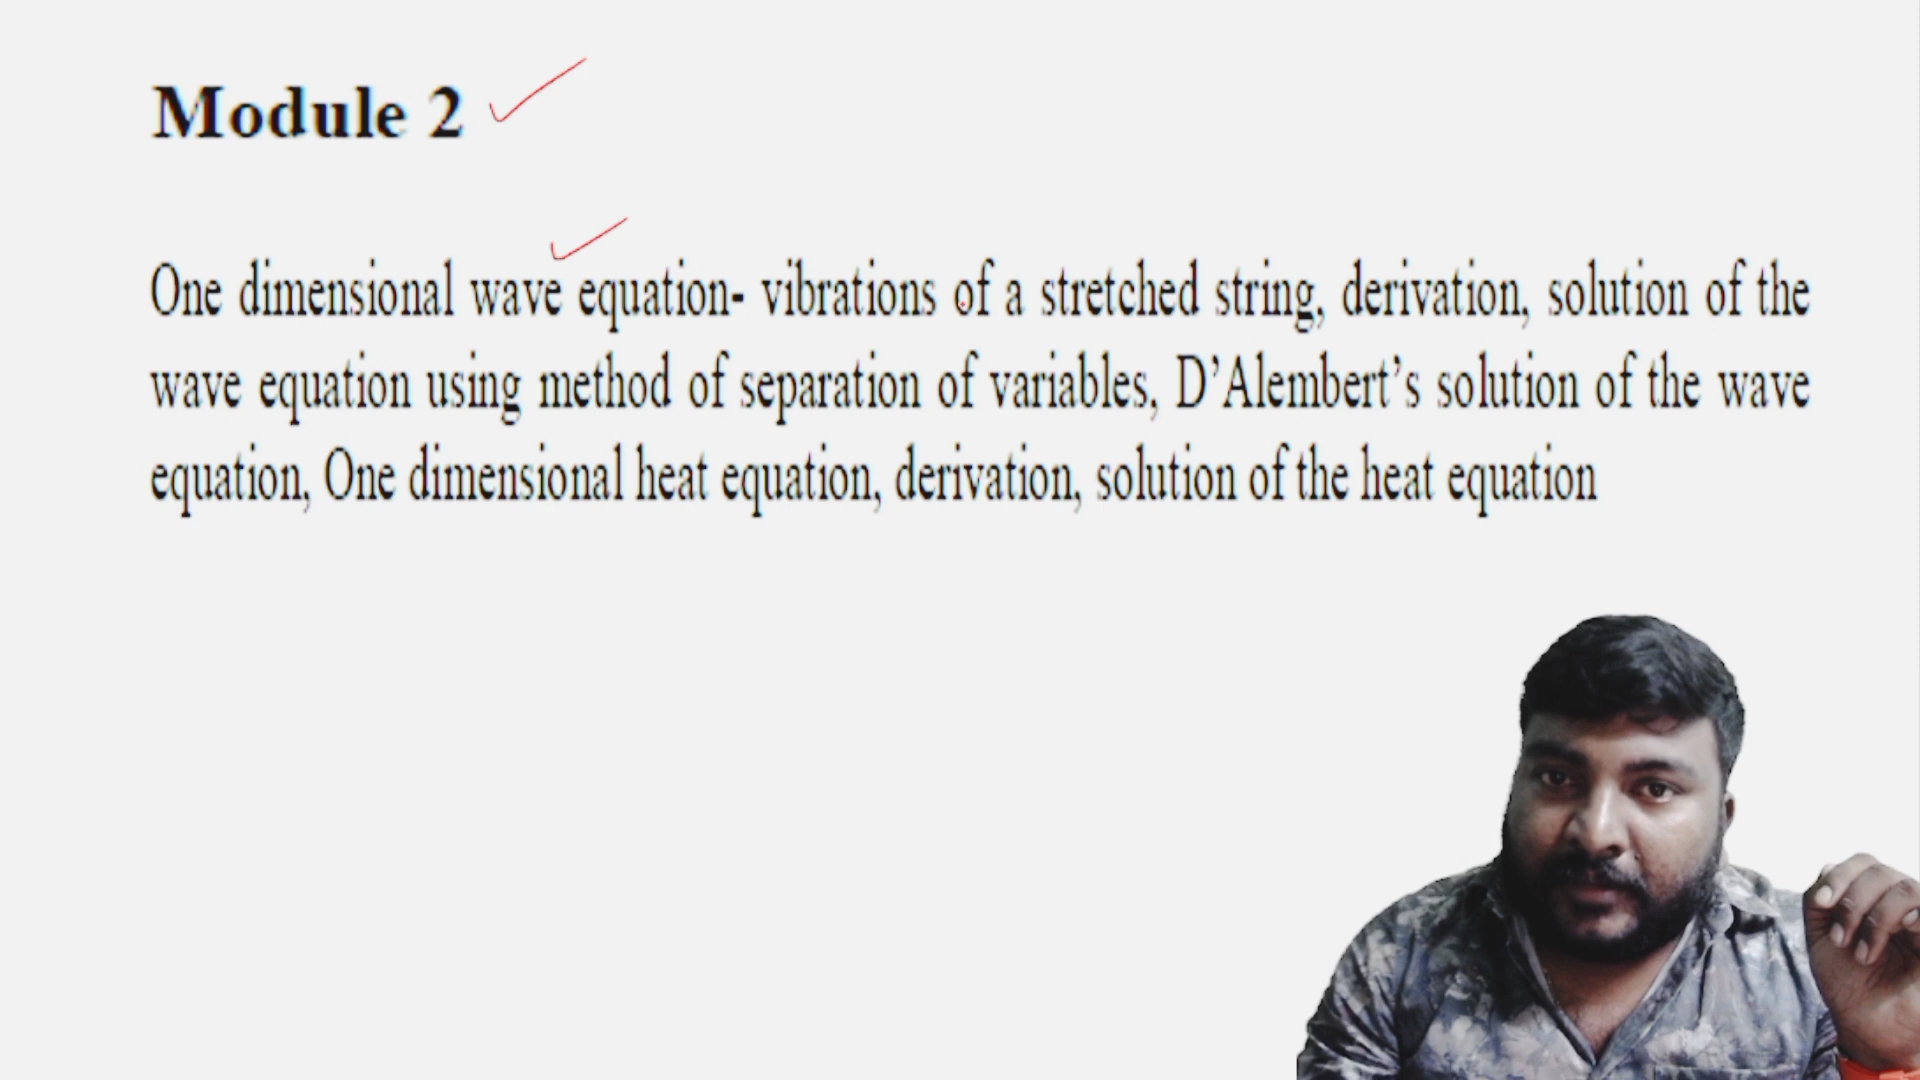 Module 2
One dimensional wave equation- vibrations of a stretched string, derivation, solution of the
wave equation using method of separation of variables, D’Alembert’s solution of the wave
equation, One dimensional heat equation, derivation, solution of the heat equation